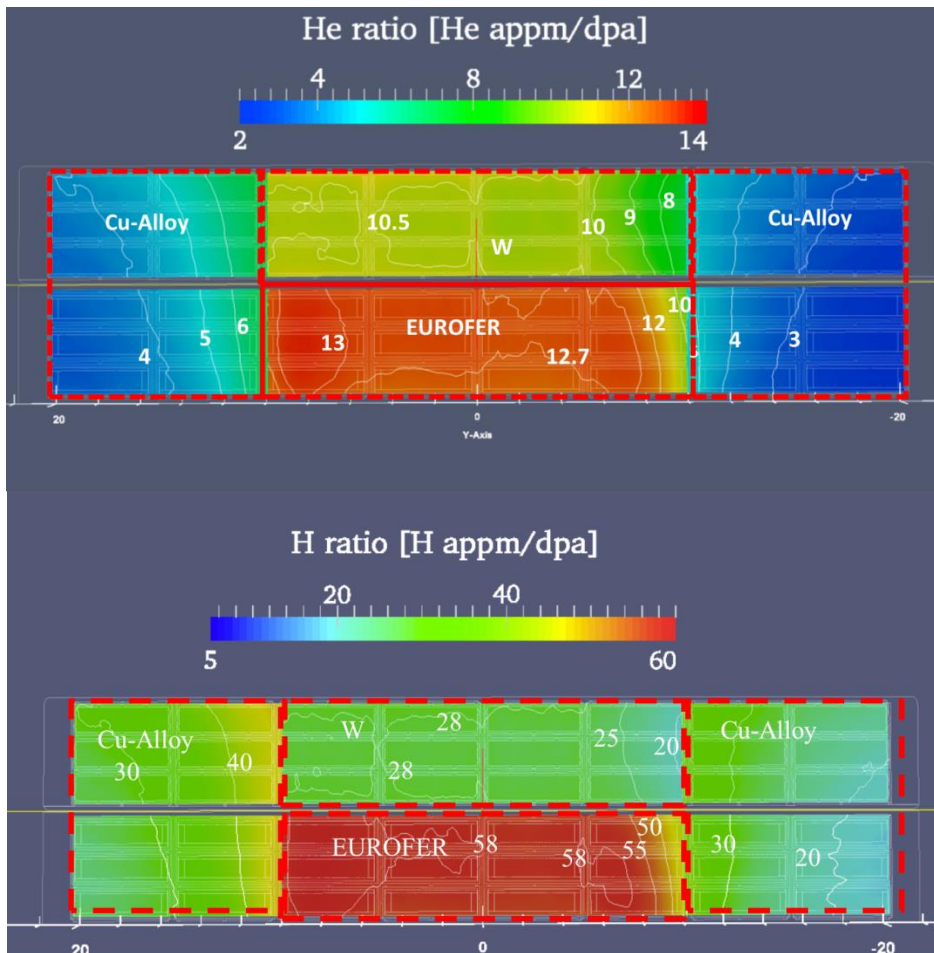 He ratio [He appm/dpa]
4 8 12
2 14
8
Cu-Alloy 10.5 10 9 Cu-Alloy
W
10
6 EUROFER 12
5 4 3
4 13 12.7
20 0 -20
Y-Axis
H ratio [H appm/dpa]
20 40
5 60
W 28 25 20 Cu-Alloy
Cu-Alloy
30 40 28
50
EUROFER 58 58 55 30
20
20 0 -20